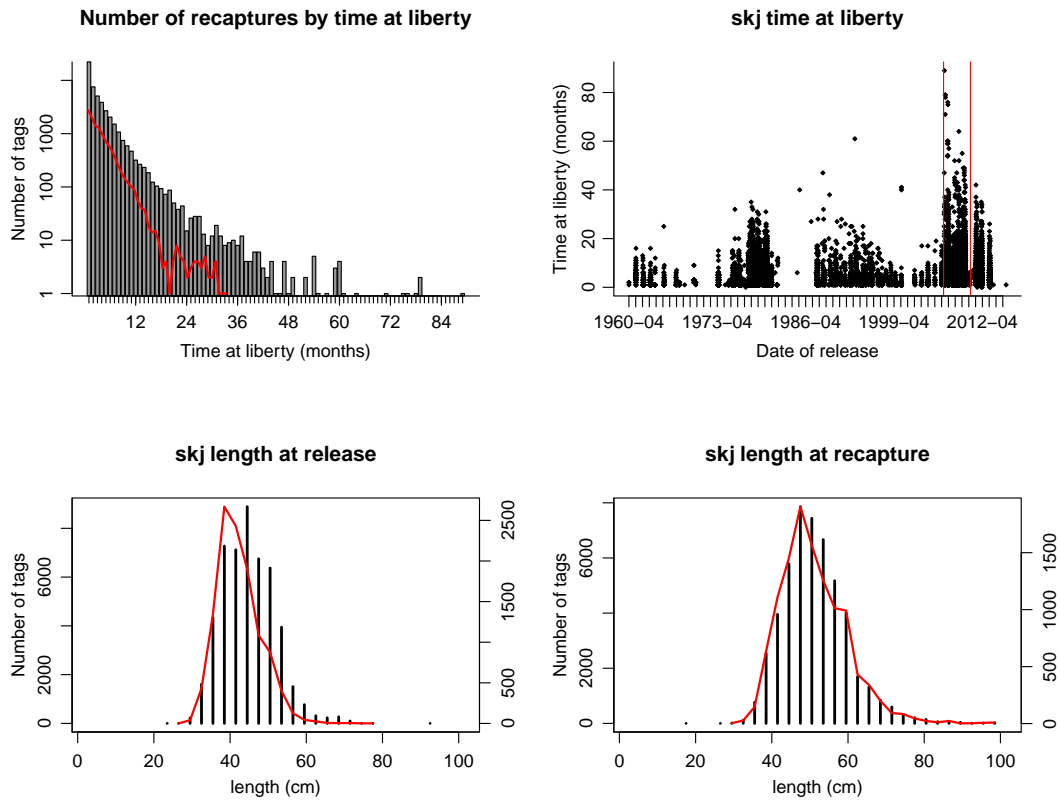 Number of recaptures by time at liberty
Number of tags
1 10 100 1000
12 24 36 48 60 72 84
Time at liberty (months)
skj time at liberty
Time at liberty (months)
0 20 40 60 80
1960−04 1973−04 1986−04 1999−04 2012−04
Date of release
skj length at release
Number of tags
0 2000 6000
0 500 1500 2500
0 20 40 60 80 100
length (cm)
skj length at recapture
Number of tags
0 2000 6000
0 500 1000 1500
0 20 40 60 80 100
length (cm)